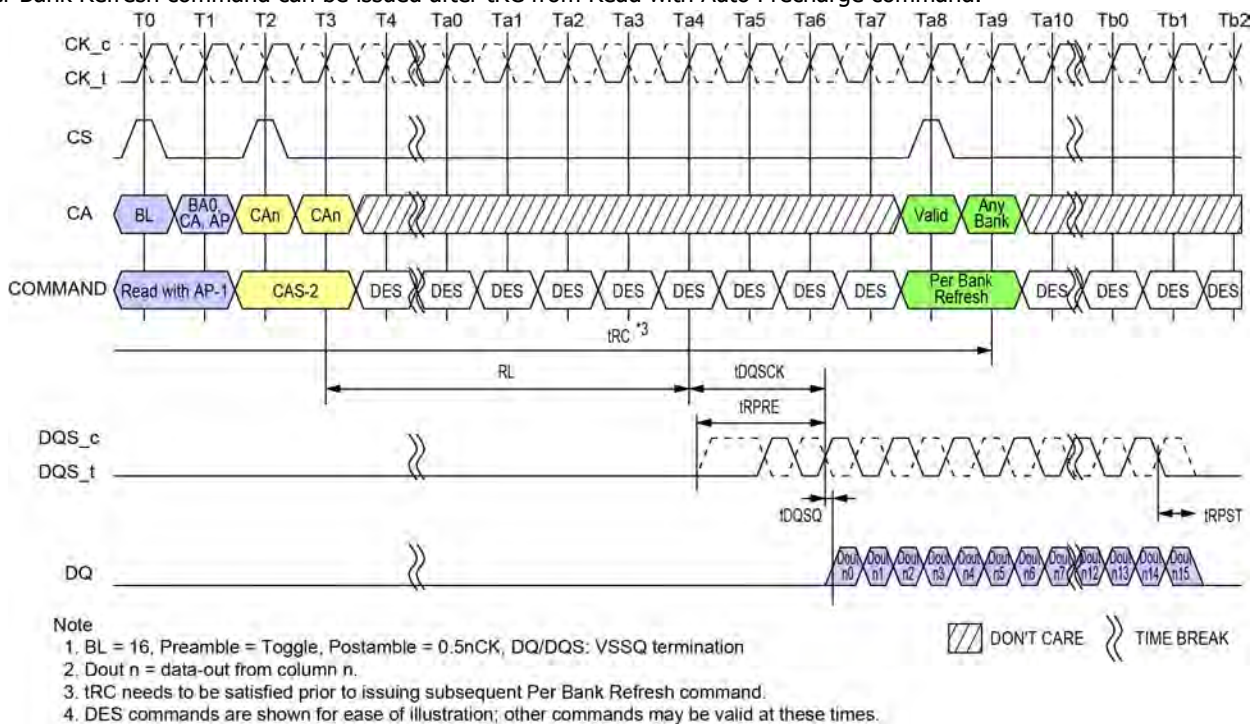 r Bank Refresh command can be issued after tRC from Read with Auto Precharge command.
T0 T1 T2 T3 T4 Ta0 Ta1 Ta2 Ta3 Ta4 Ta5 Ta6 Ta7 Ta8 Ta9 Ta10 Tb0 Tb1 Tb2
CK_c
CK_t
CS
CA
BL
BA0, CA, AP
CAn
CAn
Valid
Any Bank
COMMAND
Read with AP-1
CAS-2
DES DES DES DES DES DES DES DES DES
Per Bank Refresh
DES DES DES DES
tRC *3
RL
tDQSCK
tRPRE
DQS_c
DQS_t
tDQSQ
tRPST
DQ
Dout n0 Dout n1 Dout n2 Dout n3 Dout n4 Dout n5 Dout n6 Dout n7 Dout n12 Dout n13 Dout n14 Dout n15
Note
1. BL = 16, Preamble = Toggle, Postamble = 0.5nCK, DQ/DQS: VSSQ termination
2. Dout n = data-out from column n.
3. tRC needs to be satisfied prior to issuing subsequent Per Bank Refresh command.
4. DES commands are shown for ease of illustration; other commands may be valid at these times.
DON'T CARE
TIME BREAK